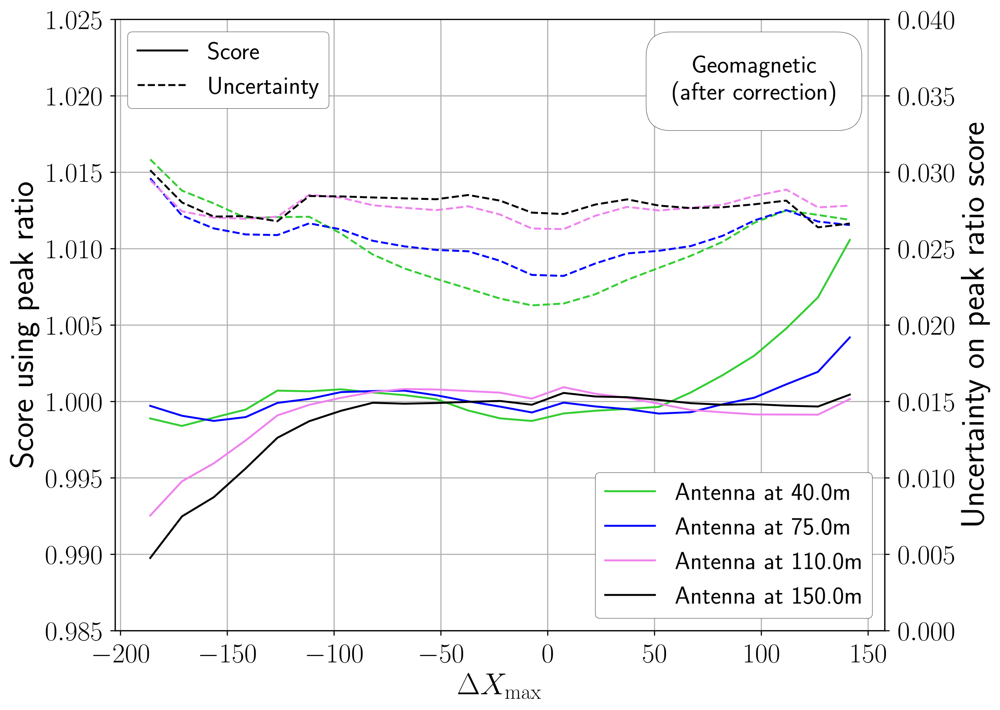 Score
Uncertainty
Geomagnetic
(after correction)
Score using peak ratio
1.025
1.020
1.015
1.010
1.005
1.000
0.995
0.990
0.985
0.040
0.035
0.030
0.025
0.020
0.015
0.010
0.005
0.000
Uncertainty on peak ratio score
Antenna at 40.0m
Antenna at 75.0m
Antenna at 110.0m
Antenna at 150.0m
−200 −150 −100 −50 0 50 100 150
ΔXmax